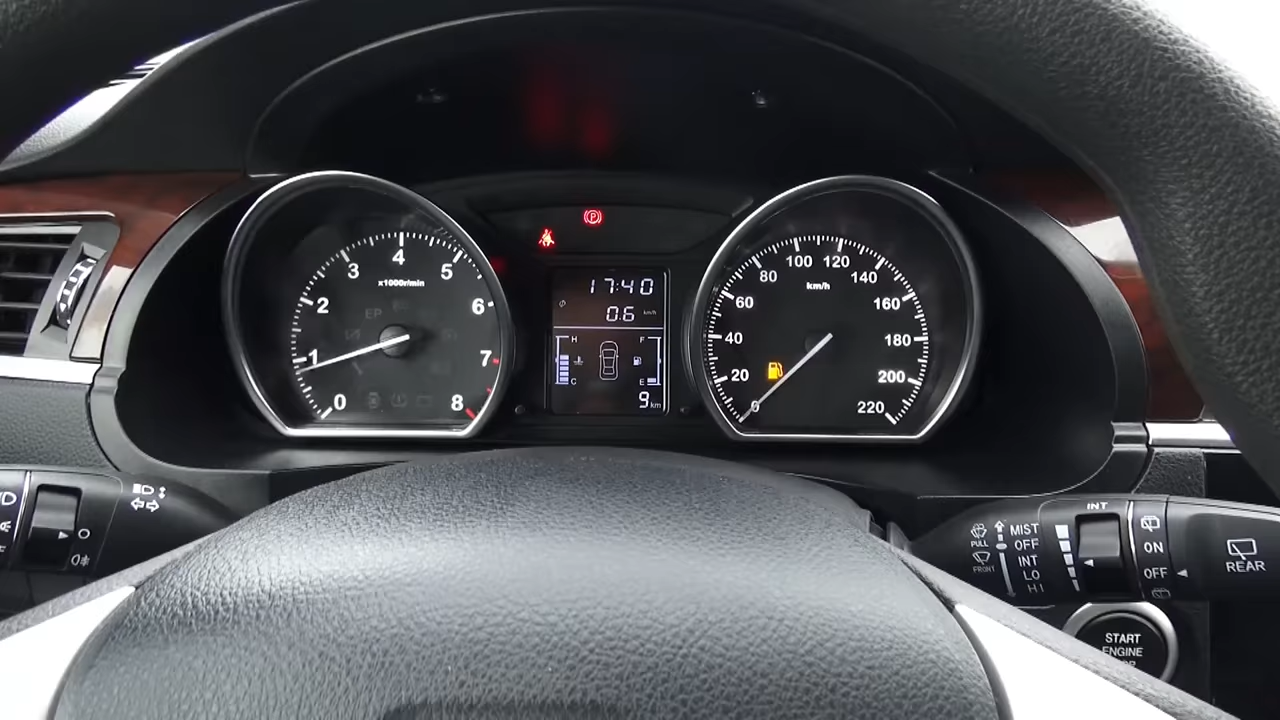 P
17:40
0.6 km/h
H F
C E
9 km
0 1 2 3 4 5 6 7 8
x1000r/min
EP
0 20 40 60 80 100 120 140 160 180 200 220
km/h
O
INT
PULL
FRONT
MIST
OFF
INT
LO
HI
ON
OFF
REAR
START
ENGINE